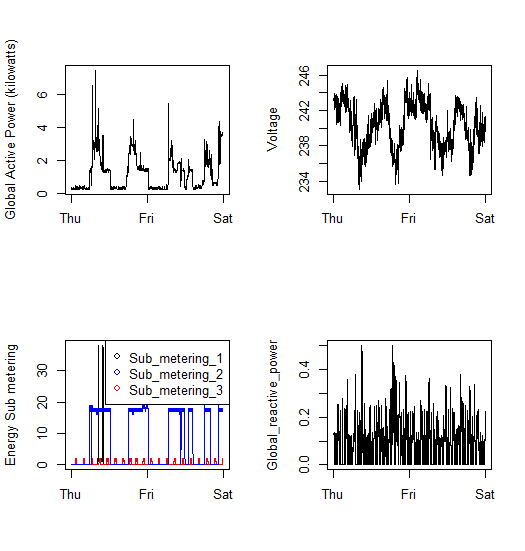 Global Active Power (kilowatts)
0 2 4 6
Thu Fri Sat
Voltage
234 238 242 246
Thu Fri Sat
Energy Sub metering
0 10 20 30
Sub_metering_1
Sub_metering_2
Sub_metering_3
Thu Fri Sat
Global_reactive_power
0.0 0.2 0.4
Thu Fri Sat